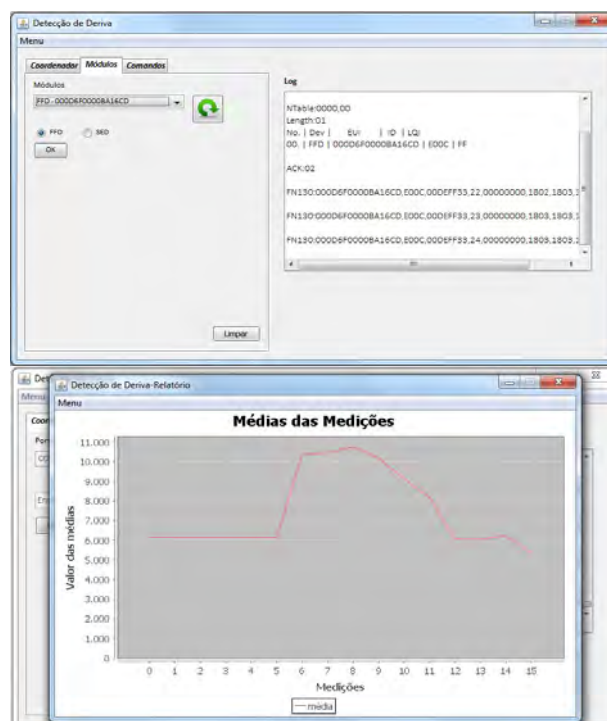 Detecção de Deriva
Menu
Coordenador Módulos Comandos
Módulos
FFD - 000D6F0000BA16CD
FFD SED
OK
Limpar
Log
NTable:0000,00
Length:01
No. | Dev | EUI | ID | LQI
00. | FFD | 000D6F0000BA16CD | E00C | FF
ACK:02
FN130:000D6F0000BA16CD,E00C,00DEFF33,22,00000000,1802,1803,1
FN130:000D6F0000BA16CD,E00C,00DEFF33,23,00000000,1803,1803,1
FN130:000D6F0000BA16CD,E00C,00DEFF33,24,00000000,1803,1803,1
Detecção de Deriva-Relatório
Menu
Médias das Medições
Valor das médias
11.000
10.000
9.000
8.000
7.000
6.000
5.000
4.000
3.000
2.000
1.000
0
0 1 2 3 4 5 6 7 8 9 10 11 12 13 14 15
Medições
média